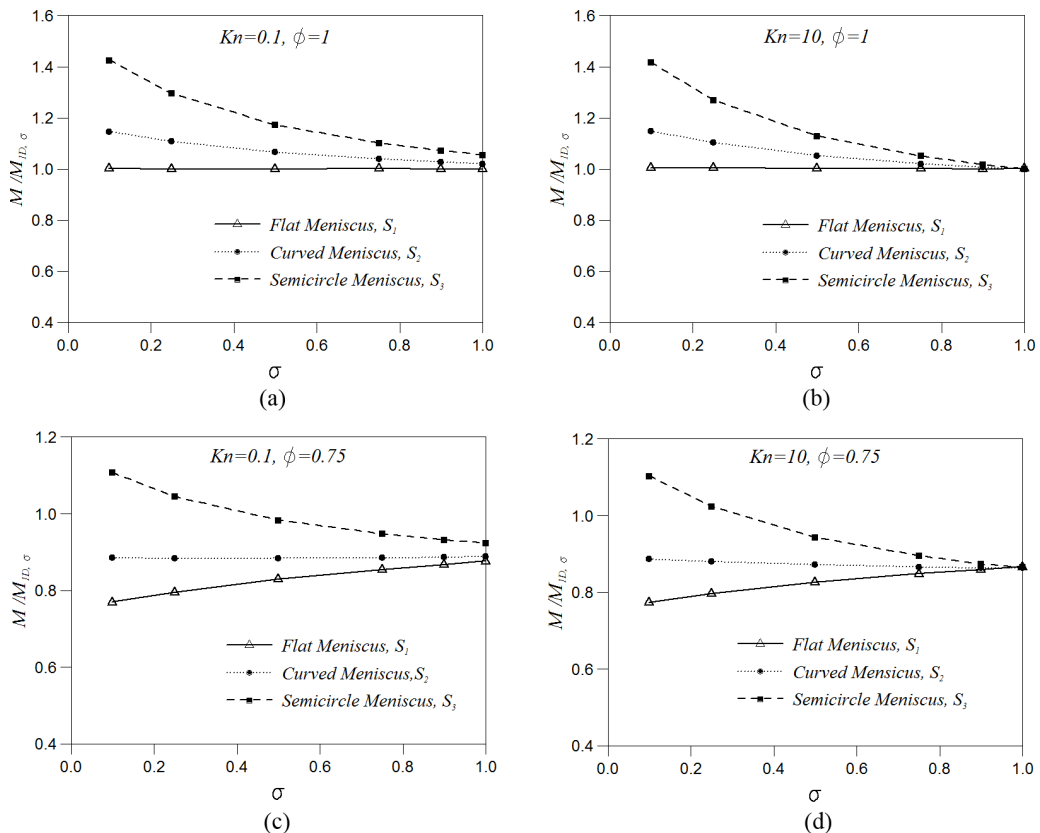 1.6
1.4
1.2
1.0
0.8
0.6
0.4
M /M1D, σ
Kn=0.1, ϕ=1
Flat Meniscus, S1
Curved Meniscus, S2
Semicircle Meniscus, S3
0.0 0.2 0.4 0.6 0.8 1.0
σ
(a)
1.6
1.4
1.2
1.0
0.8
0.6
0.4
M /M1D, σ
Kn=10, ϕ=1
Flat Meniscus, S1
Curved Meniscus, S2
Semicircle Meniscus, S3
0.0 0.2 0.4 0.6 0.8 1.0
σ
(b)
1.2
1.0
0.8
0.6
0.4
M /M1D, σ
Kn=0.1, ϕ=0.75
Flat Meniscus, S1
Curved Meniscus,S2
Semicircle Meniscus, S3
0.0 0.2 0.4 0.6 0.8 1.0
σ
(c)
1.2
1.0
0.8
0.6
0.4
M /M1D, σ
Kn=10, ϕ=0.75
Flat Meniscus, S1
Curved Mensicus, S2
Semicircle Meniscus, S3
0.0 0.2 0.4 0.6 0.8 1.0
σ
(d)